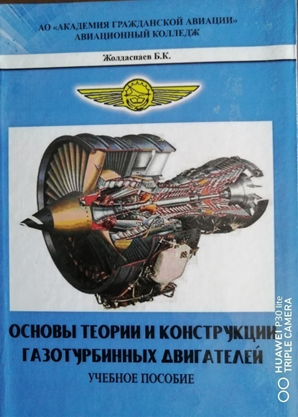 АО «АКАДЕМИЯ ГРАЖДАНСКОЙ АВИАЦИИ»
АВИАЦИОННЫЙ КОЛЛЕДЖ
Жолдаспаев Б.К.
ОСНОВЫ ТЕОРИИ И КОНСТРУКЦИИ
ГАЗОТУРБИННЫХ ДВИГАТЕЛЕЙ
УЧЕБНОЕ ПОСОБИЕ
HUAWEI P30 lite
TRIPLE CAMERA